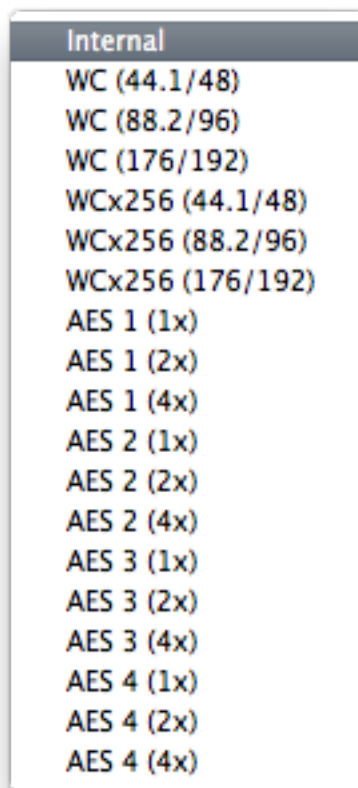 Internal
WC (44.1/48)
WC (88.2/96)
WC (176/192)
WCx256 (44.1/48)
WCx256 (88.2/96)
WCx256 (176/192)
AES 1 (1x)
AES 1 (2x)
AES 1 (4x)
AES 2 (1x)
AES 2 (2x)
AES 2 (4x)
AES 3 (1x)
AES 3 (2x)
AES 3 (4x)
AES 4 (1x)
AES 4 (2x)
AES 4 (4x)